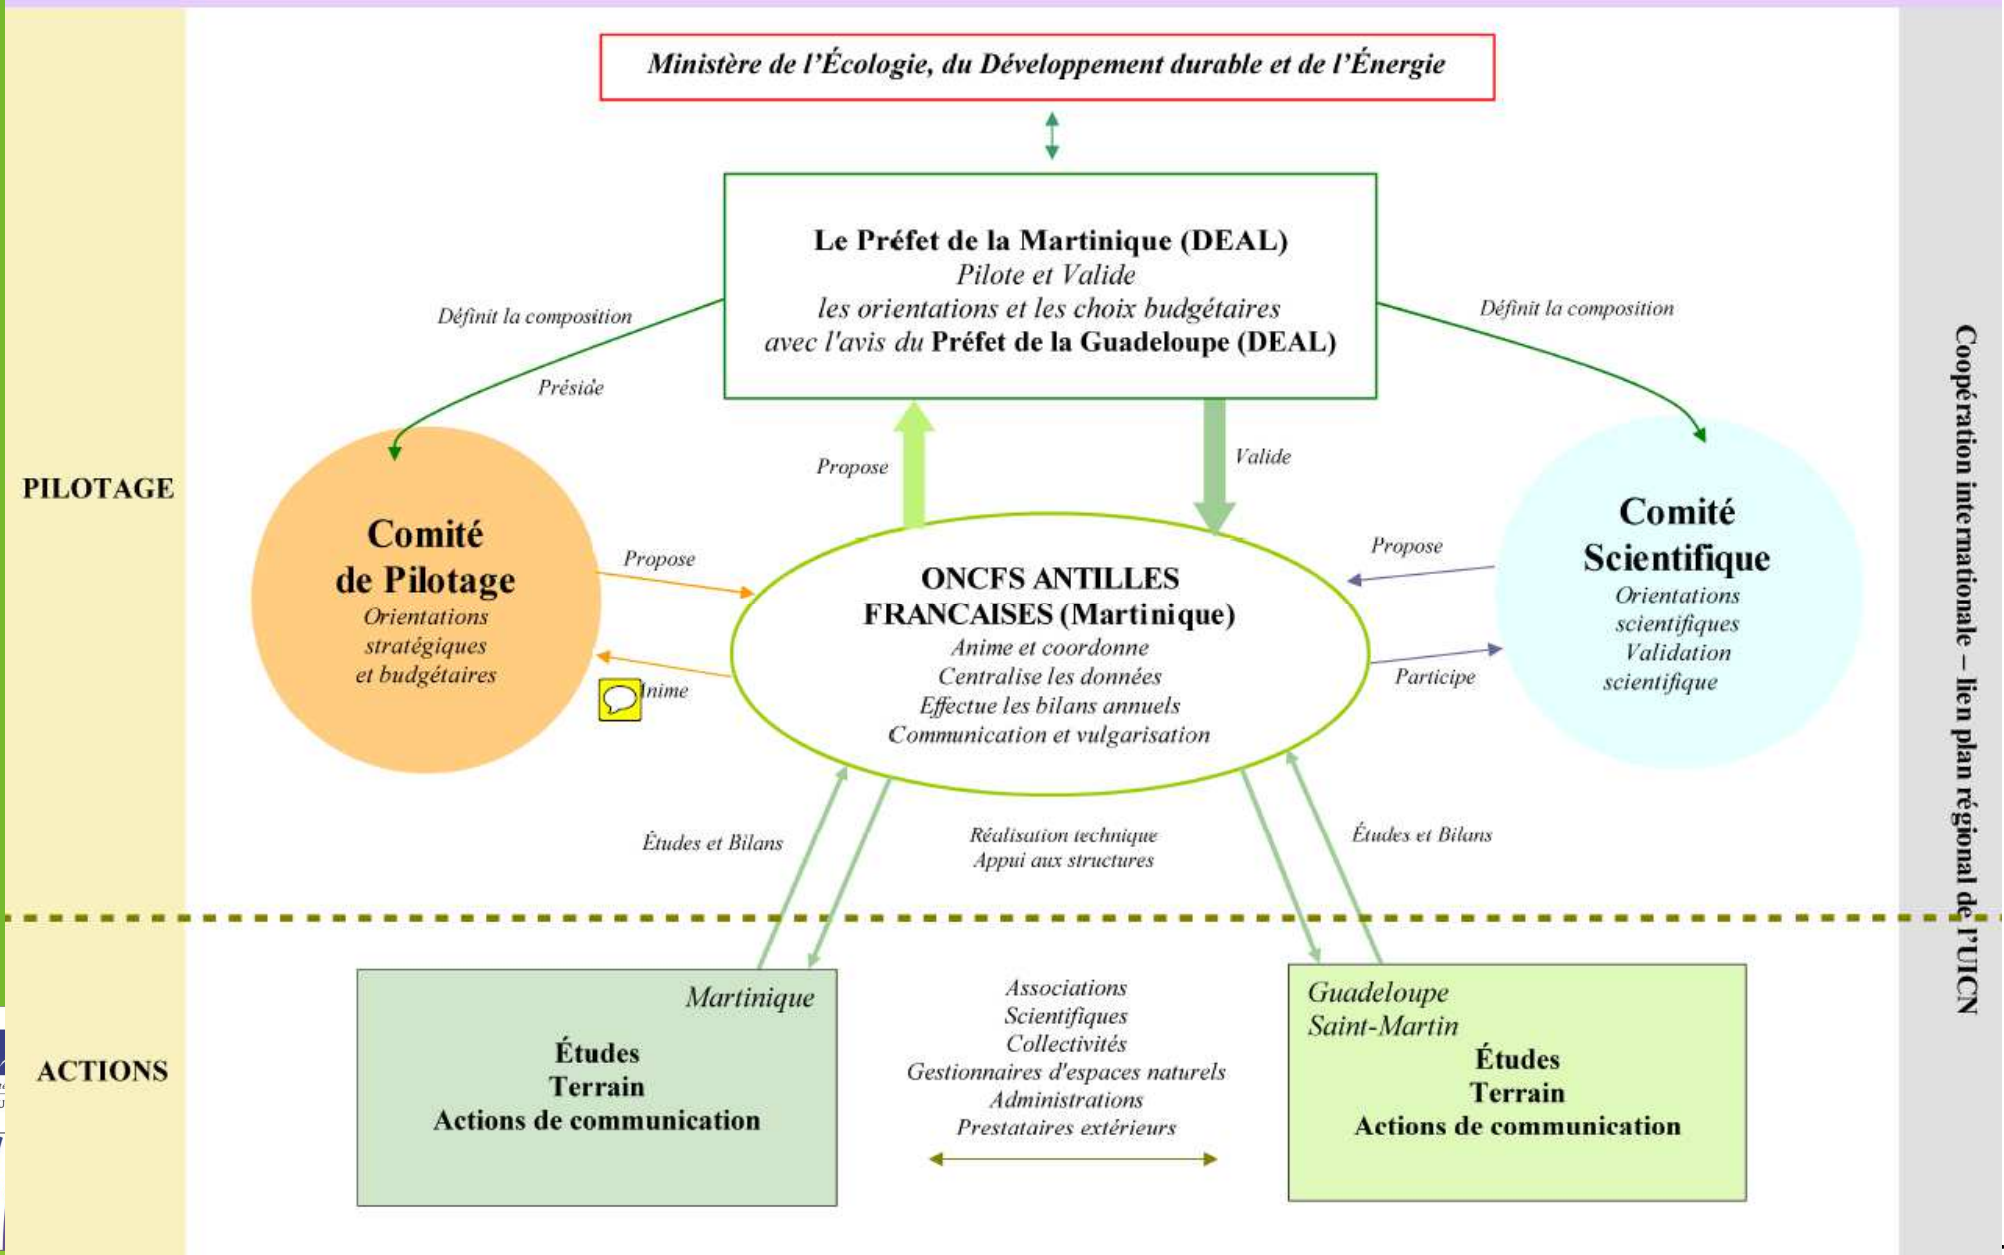 Ministère de l'Écologie, du Développement durable et de l'Énergie
Le Préfet de la Martinique (DEAL)
Pilote et Valide
les orientations et les choix budgétaires
avec l'avis du Préfet de la Guadeloupe (DEAL)
Définit la composition
Préside
Définit la composition
Propose
Valide
PILOTAGE
Comité
de Pilotage
Orientations
stratégiques
et budgétaires
Propose
nime
ONCFS ANTILLES
FRANCAISES (Martinique)
Anime et coordonne
Centralise les données
Effectue les bilans annuels
Communication et vulgarisation
Propose
Participe
Comité
Scientifique
Orientations
scientifiques
Validation
scientifique
Coopération internationale – lien plan régional de l'UICN
Études et Bilans
Réalisation technique
Appui aux structures
Études et Bilans
ACTIONS
Martinique
Études
Terrain
Actions de communication
Associations
Scientifiques
Collectivités
Gestionnaires d'espaces naturels
Administrations
Prestataires extérieurs
Guadeloupe
Saint-Martin
Études
Terrain
Actions de communication